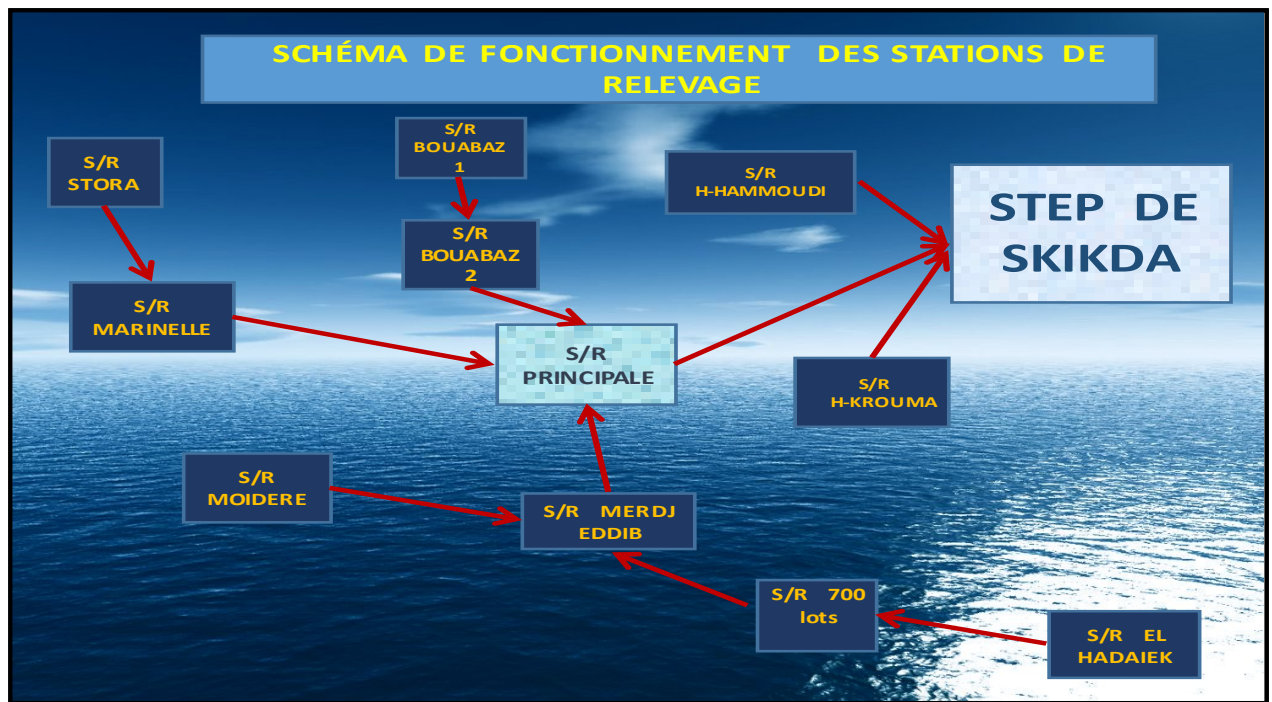 SCHÉMA DE FONCTIONNEMENT DES STATIONS DE
RELEVAGE
S/R
BOUABAZ
1
S/R
STORA
S/R
H-HAMMOUDI
STEP DE
SKIKDA
S/R
BOUABAZ
2
S/R
MARINELLE
S/R
PRINCIPALE
S/R
H-KROUMA
S/R
MOIDERE
S/R MERDJ
EDDIB
S/R 700
lots
S/R EL
HADAIEK